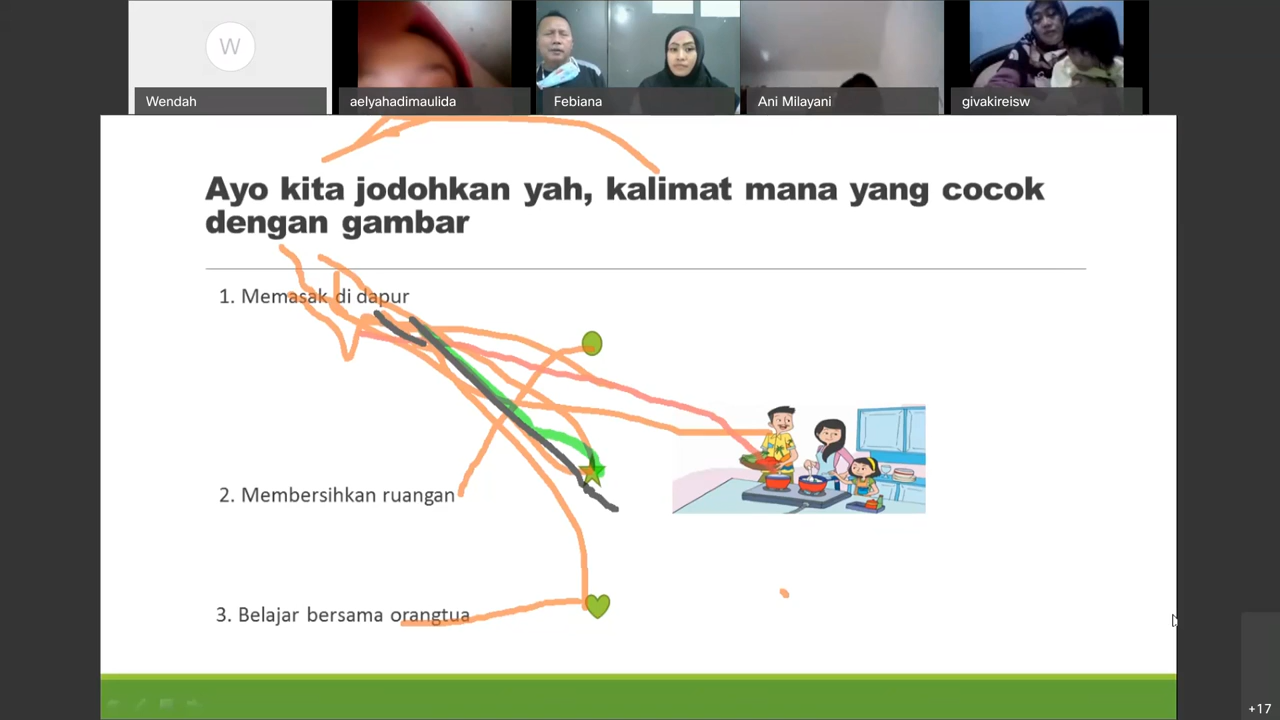 W
Wendah
aelyahadimaulida
Febiana
Ani Milayani
givakireisw
Ayo kita jodohkan yah, kalimat mana yang cocok
dengan gambar
1. Memasak di dapur
2. Membersihkan ruangan
3. Belajar bersama orangtua
+17